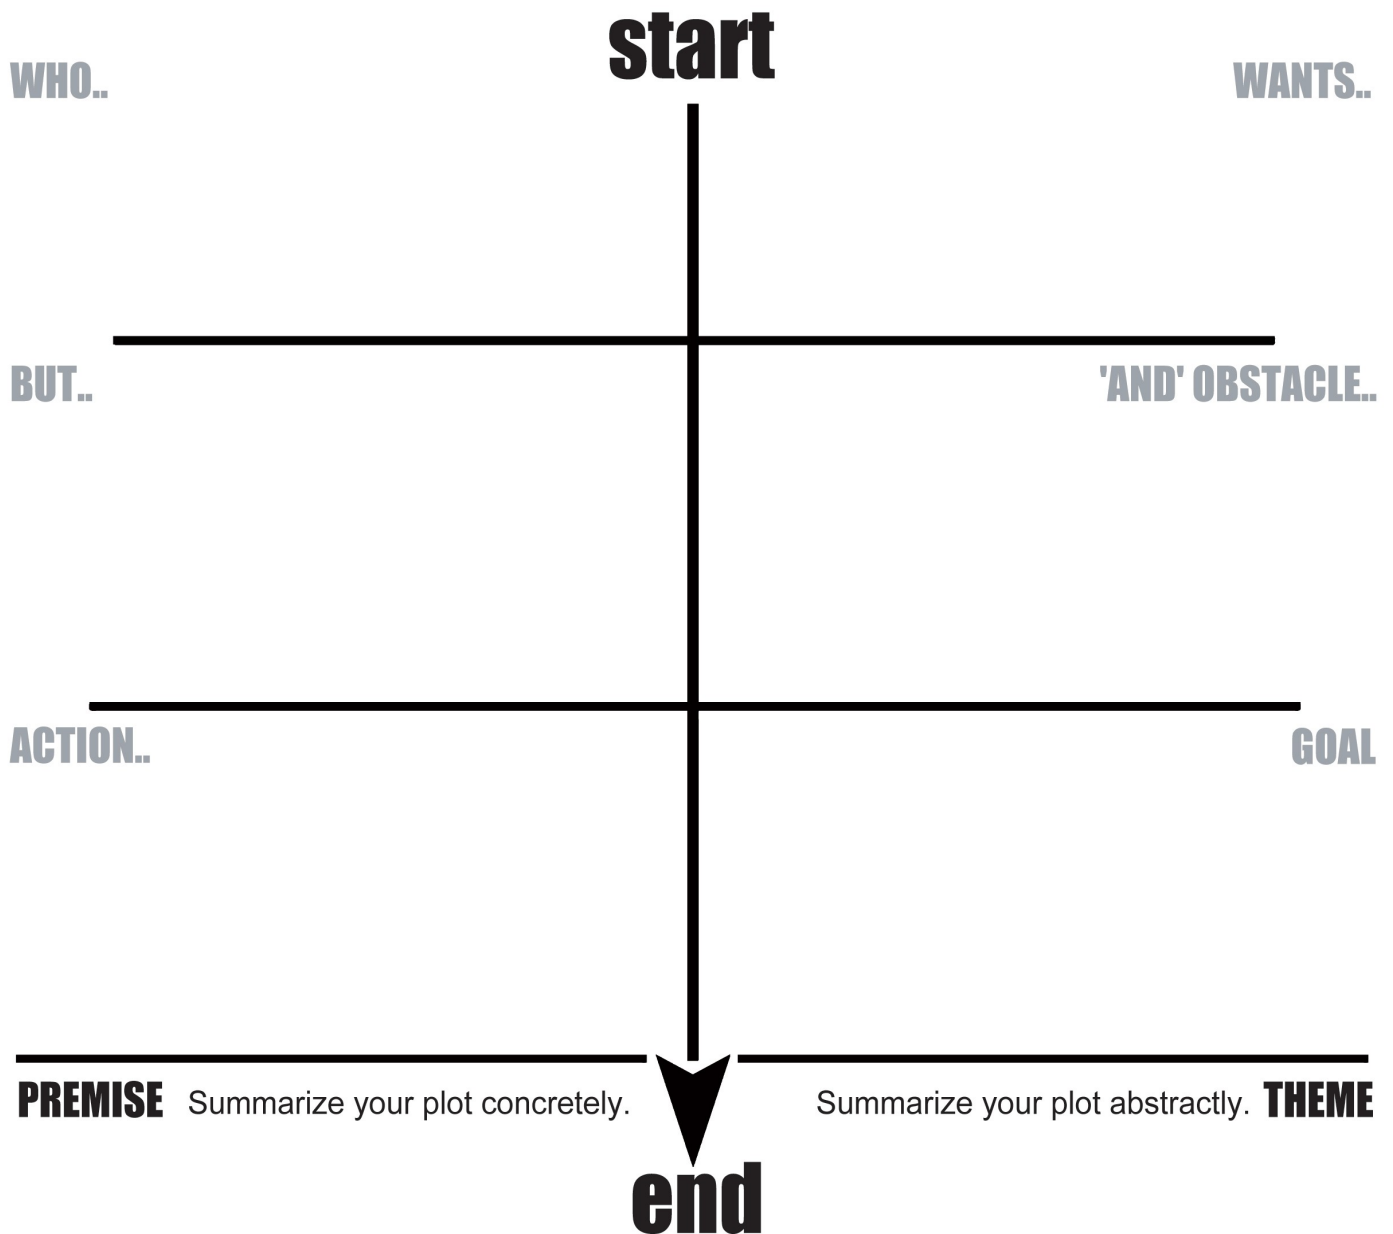 start
WHO..
WANTS..
BUT..
'AND' OBSTACLE..
ACTION..
GOAL
PREMISE Summarize your plot concretely.
Summarize your plot abstractly. THEME
end